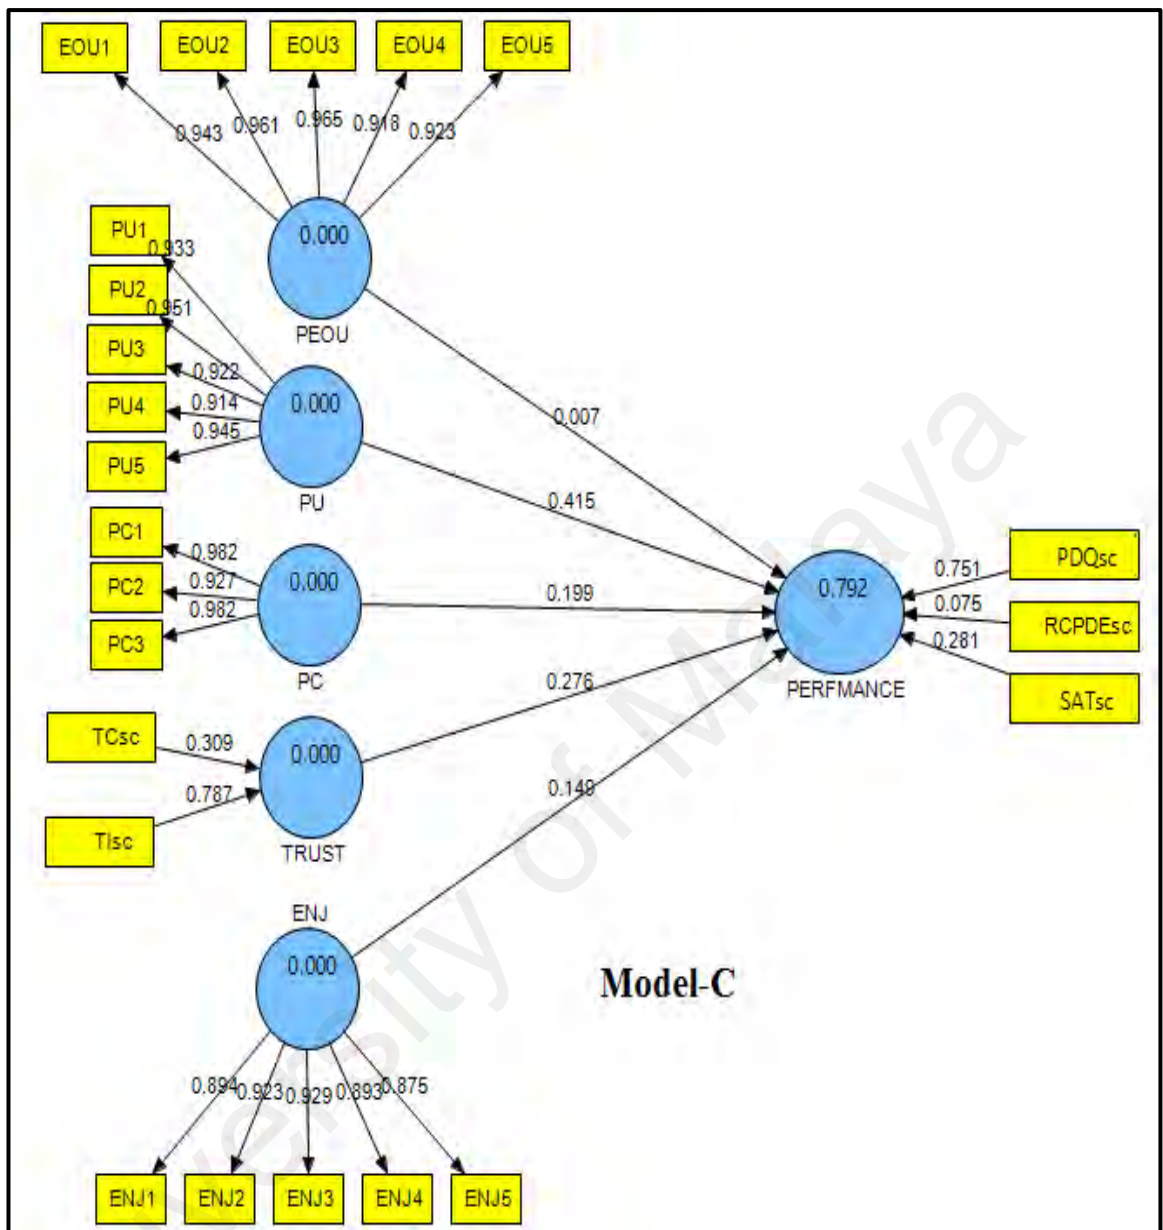 EOU1 EOU2 EOU3 EOU4 EOU5
0.943 0.961 0.965 0.918 0.923
0.000
PEOU
PU1
PU2
PU3
PU4
PU5
0.933
0.951
0.922
0.914
0.945
0.000
PU
PC1
PC2
PC3
0.982
0.927
0.982
0.000
PC
TCsc
TIsc
0.309
0.787
0.000
TRUST
ENJ
0.000
0.894 0.923 0.929 0.893 0.875
ENJ1 ENJ2 ENJ3 ENJ4 ENJ5
0.007
0.415
0.199
0.276
0.149
0.792
PERFMANCE
0.751
0.075
0.281
PDQsc
RCPDEsc
SATsc
Model-C
University of Malaya